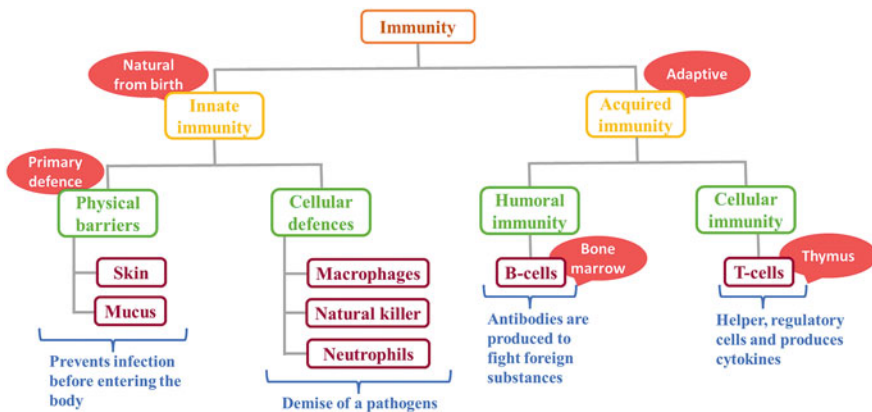 Immunity
Natural
from birth
Adaptive
Innate
immunity
Acquired
immunity
Primary
defence
Physical
barriers
Cellular
defences
Humoral
immunity
Cellular
immunity
Skin
Mucus
Macrophages
Natural killer
Neutrophils
B-cells
Bone
marrow
T-cells
Thymus
Prevents infection
before entering the
body
Demise of a pathogens
Antibodies are
produced to
fight foreign
substances
Helper, regulatory
cells and produces
cytokines